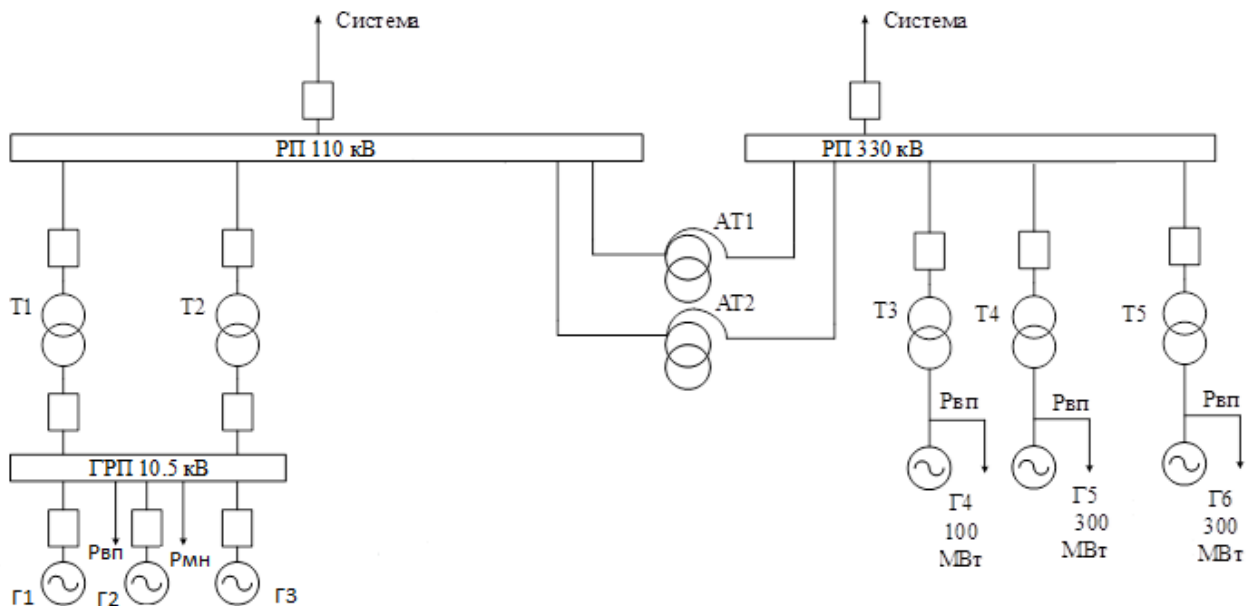 Система
Система
РП 110 кВ
РП 330 кВ
АТ1
Т1
Т2
АТ2
Т3
Т4
Т5
Рвп
Рвп
Рвп
ГРП 10.5 кВ
Г4
100
МВт
Г5
300
МВт
Г6
300
МВт
Рвп
Рмн
Г1
Г2
Г3